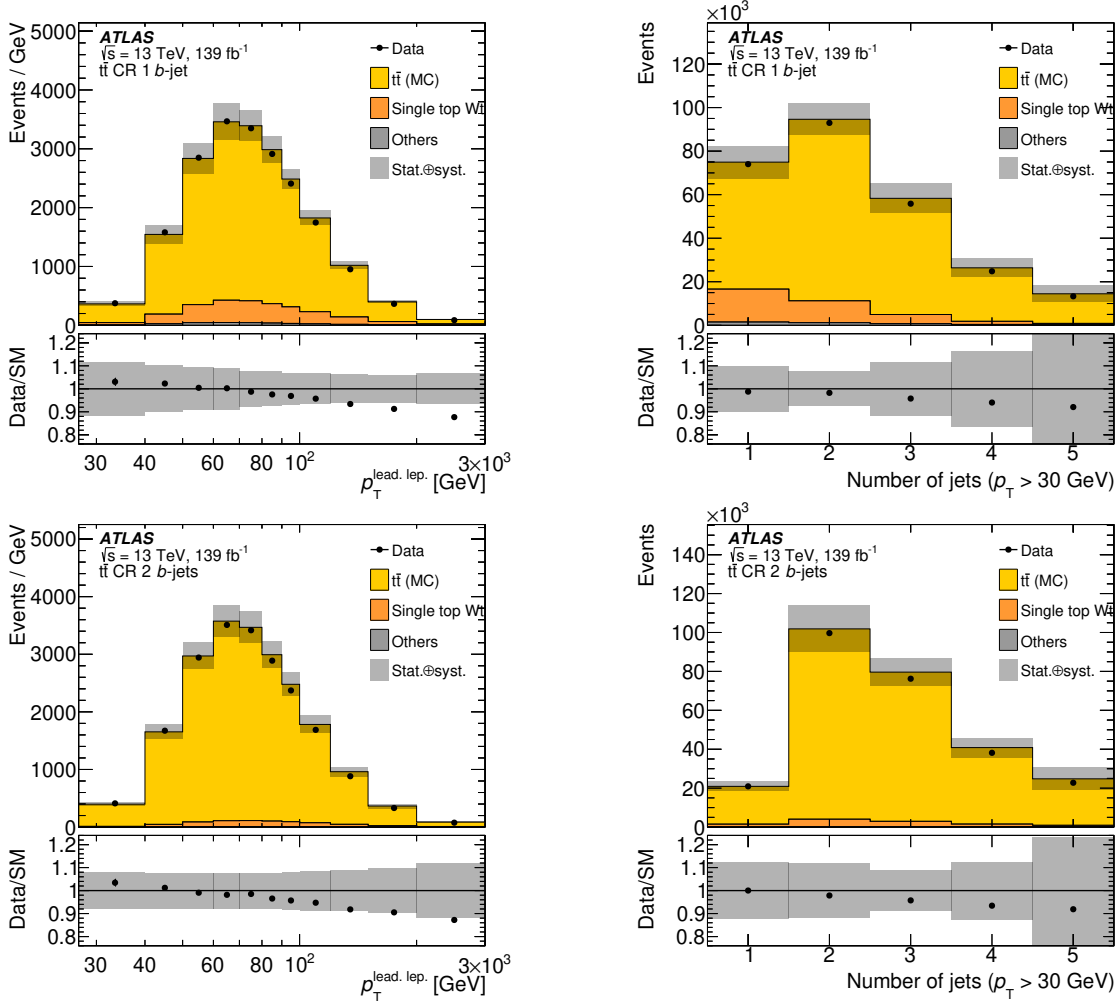 ATLAS
√s = 13 TeV, 139 fb⁻¹
tt̄ CR 1 b-jet
Data
tt̄ (MC)
Single top Wt
Others
Stat.⊕syst.
Events / GeV
5000
4000
3000
2000
1000
0
Data/SM
1.2
1.1
1
0.9
0.8
30 40 60 80 10² 3×10³
p_T^lead. lep. [GeV]
×10³
ATLAS
√s = 13 TeV, 139 fb⁻¹
tt̄ CR 1 b-jet
Data
tt̄ (MC)
Single top Wt
Others
Stat.⊕syst.
Events
120
100
80
60
40
20
0
Data/SM
1.2
1.1
1
0.9
0.8
1 2 3 4 5
Number of jets (p_T > 30 GeV)
ATLAS
√s = 13 TeV, 139 fb⁻¹
tt̄ CR 2 b-jets
Data
tt̄ (MC)
Single top Wt
Others
Stat.⊕syst.
Events / GeV
5000
4000
3000
2000
1000
0
Data/SM
1.2
1.1
1
0.9
0.8
30 40 60 80 10² 3×10³
p_T^lead. lep. [GeV]
×10³
ATLAS
√s = 13 TeV, 139 fb⁻¹
tt̄ CR 2 b-jets
Data
tt̄ (MC)
Single top Wt
Others
Stat.⊕syst.
Events
160
140
120
100
80
60
40
20
0
Data/SM
1.2
1.1
1
0.9
0.8
1 2 3 4 5
Number of jets (p_T > 30 GeV)